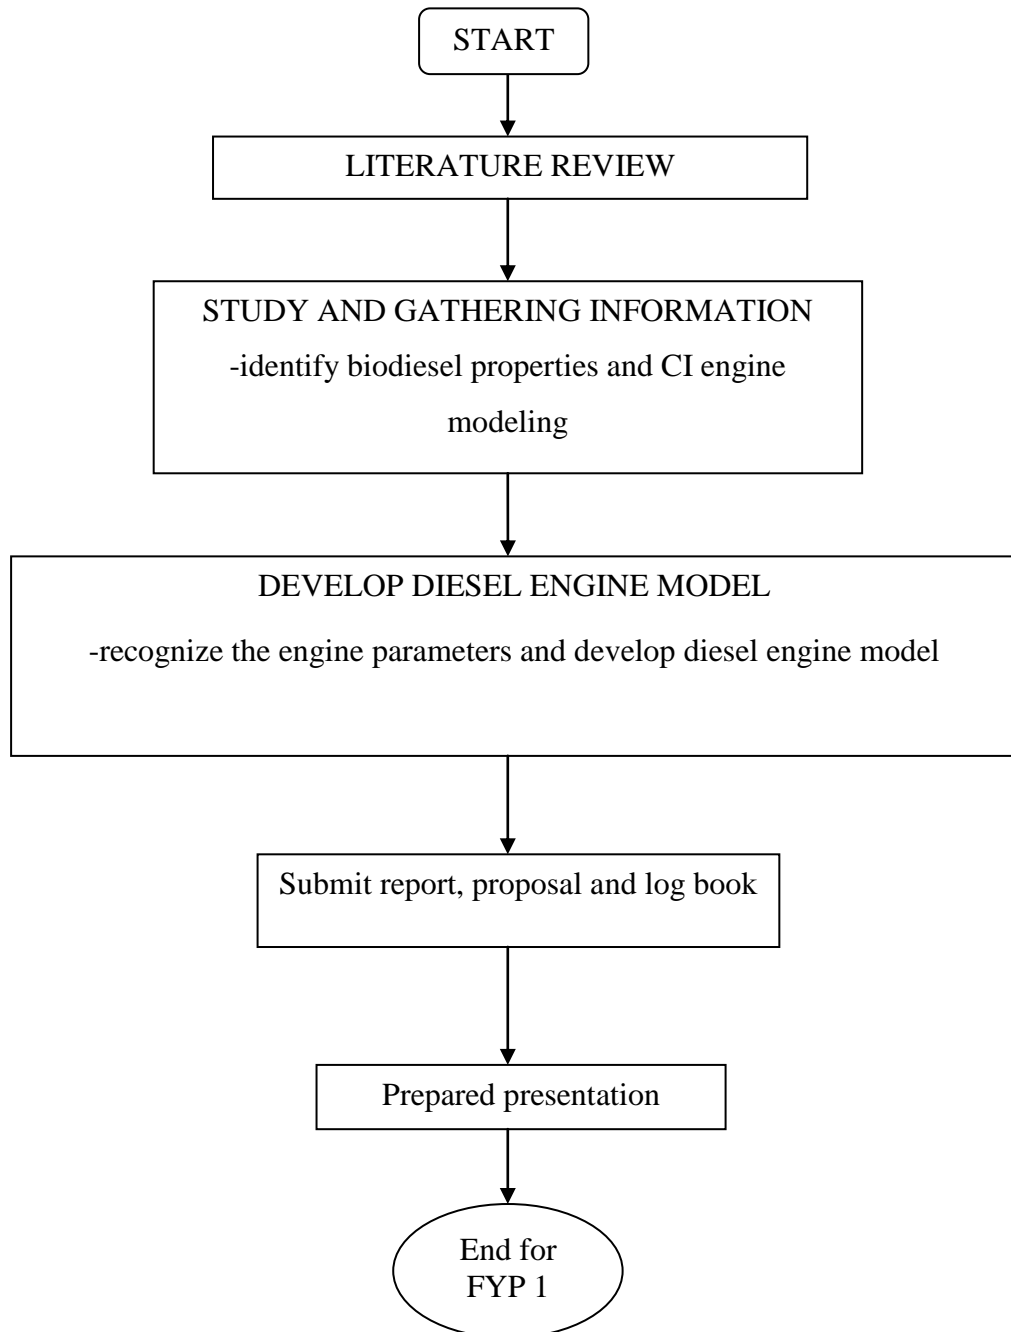 START
LITERATURE REVIEW
STUDY AND GATHERING INFORMATION
-identify biodiesel properties and CI engine
modeling
DEVELOP DIESEL ENGINE MODEL
-recognize the engine parameters and develop diesel engine model
Submit report, proposal and log book
Prepared presentation
End for
FYP 1